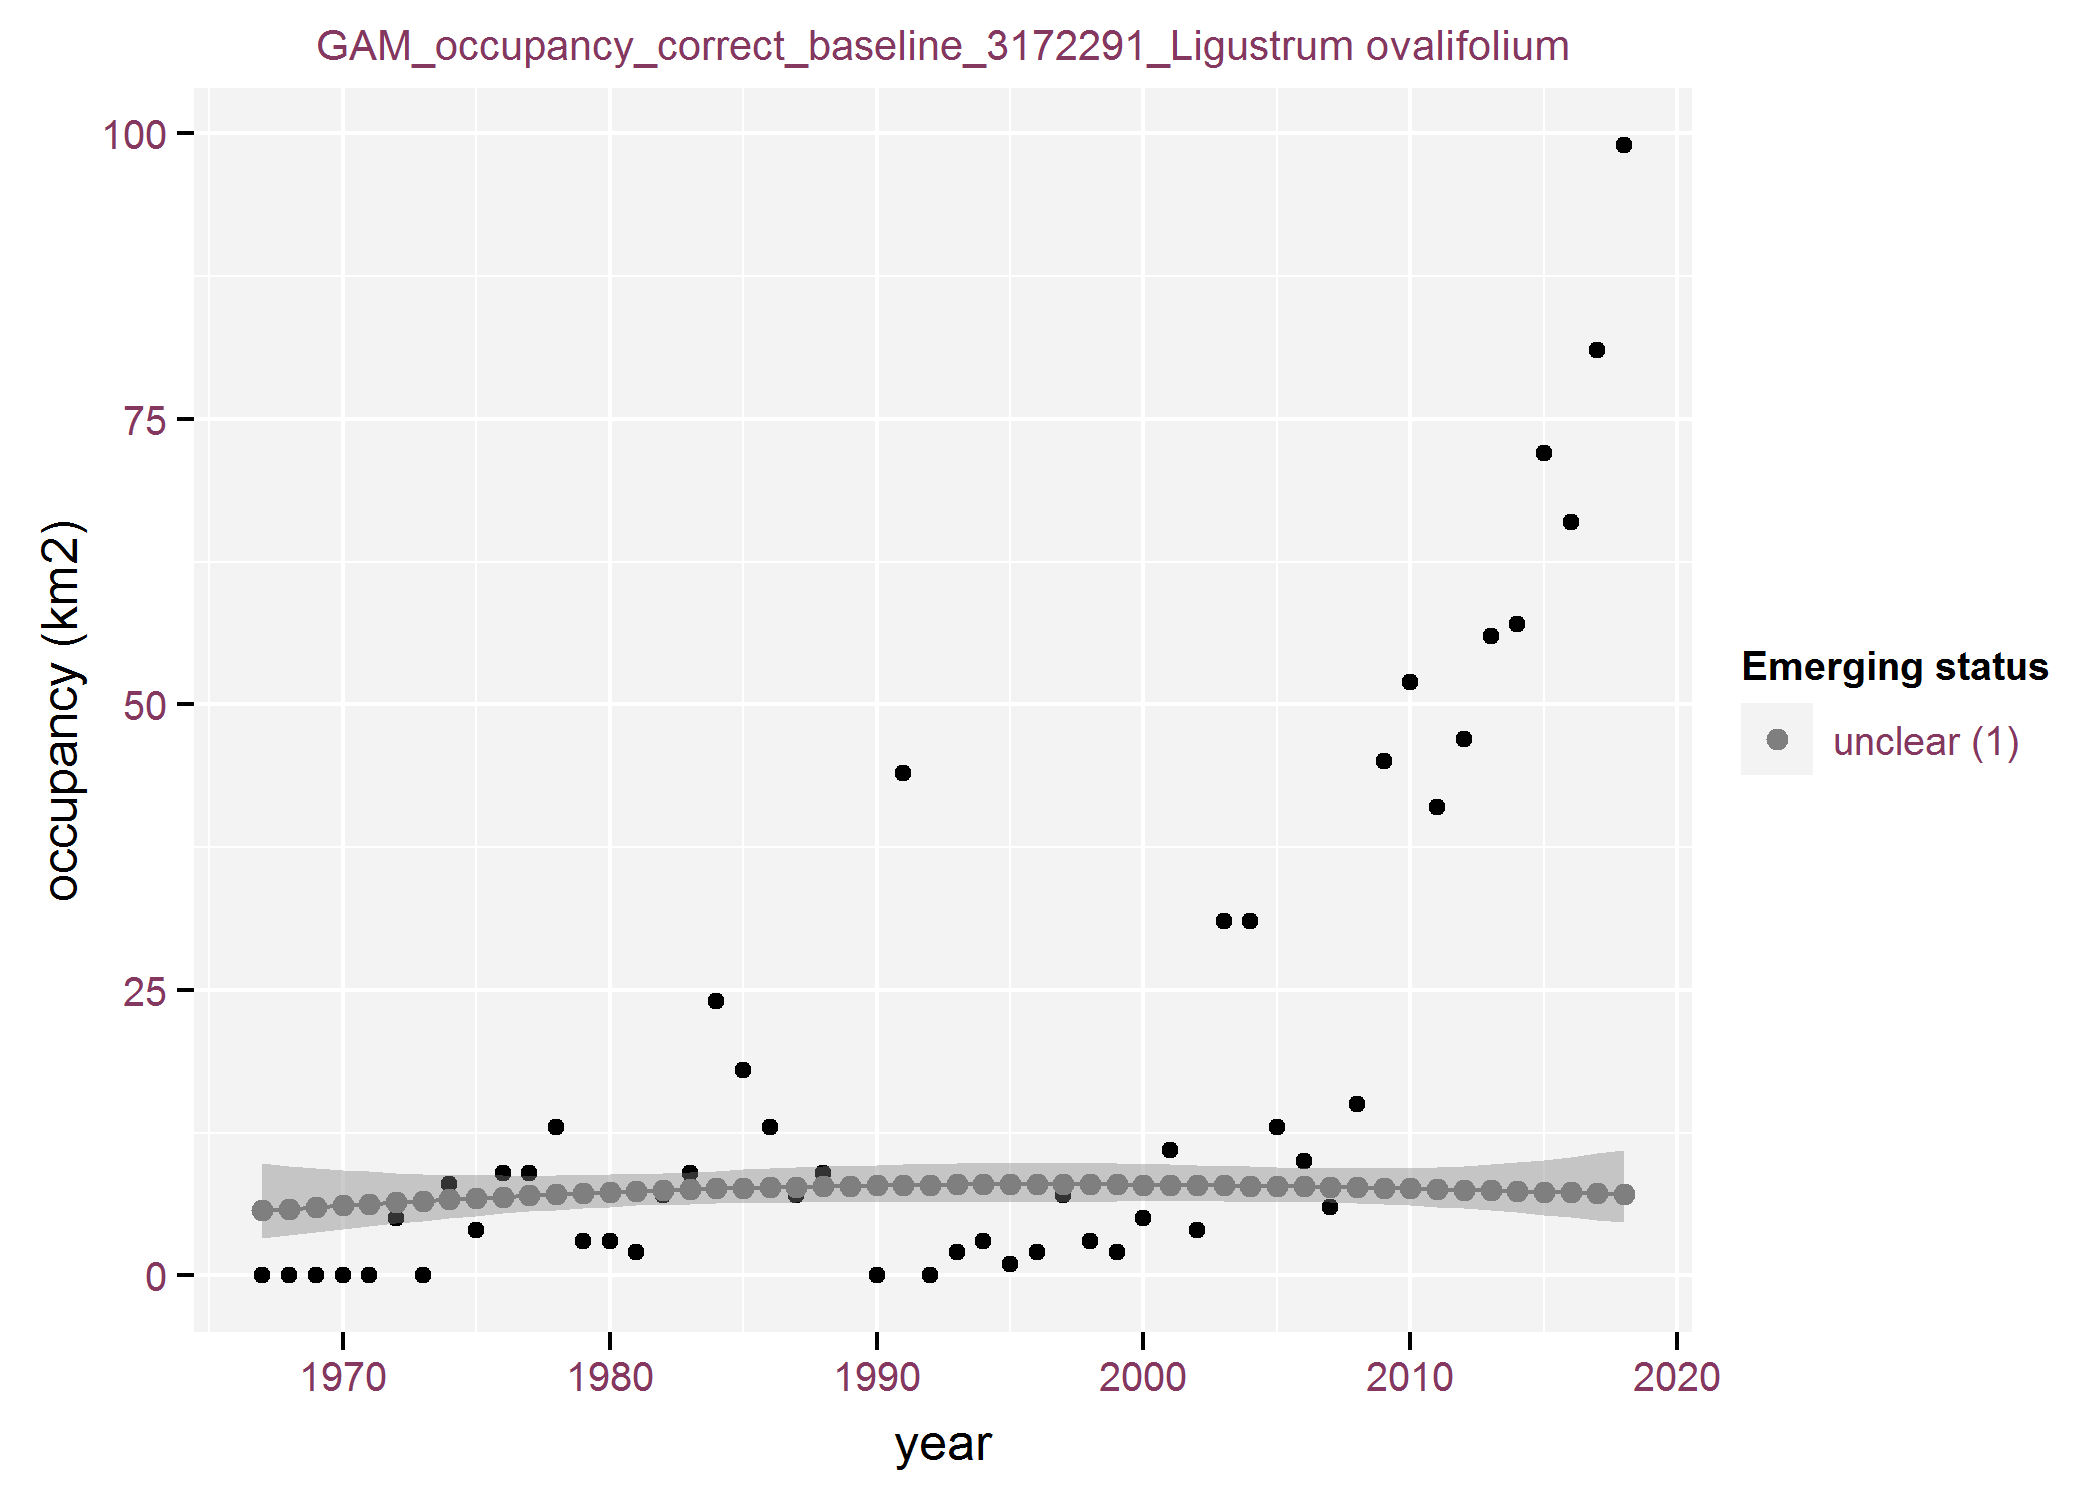 GAM_occupancy_correct_baseline_3172291_Ligustrum ovalifolium
100
75
50
25
0
occupancy (km2)
1970 1980 1990 2000 2010 2020
year
Emerging status
unclear (1)